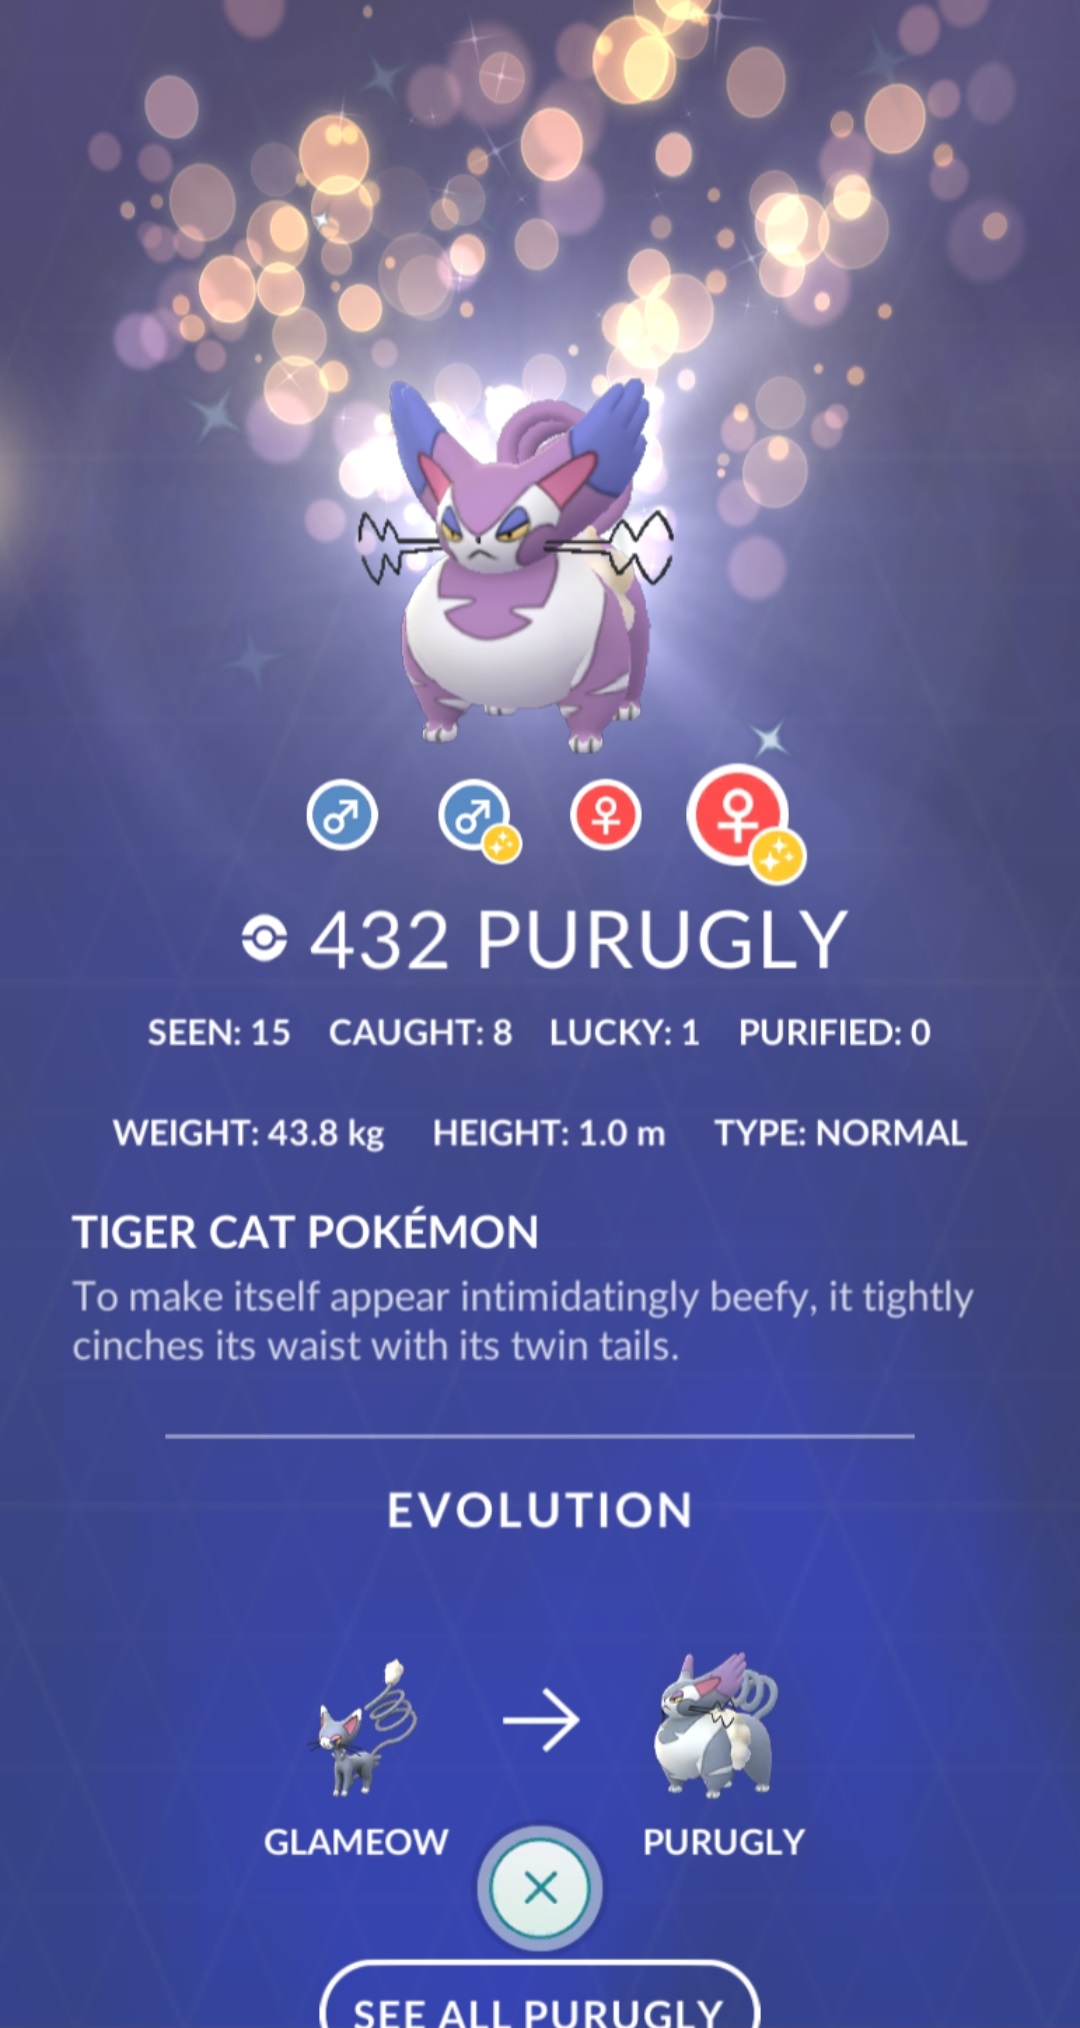 432 PURUGLY
SEEN: 15 CAUGHT: 8 LUCKY: 1 PURIFIED: 0
WEIGHT: 43.8 kg HEIGHT: 1.0 m TYPE: NORMAL
TIGER CAT POKÉMON
To make itself appear intimidatingly beefy, it tightly
cinches its waist with its twin tails.
EVOLUTION
GLAMEOW PURUGLY
SEE ALL PURUGLY